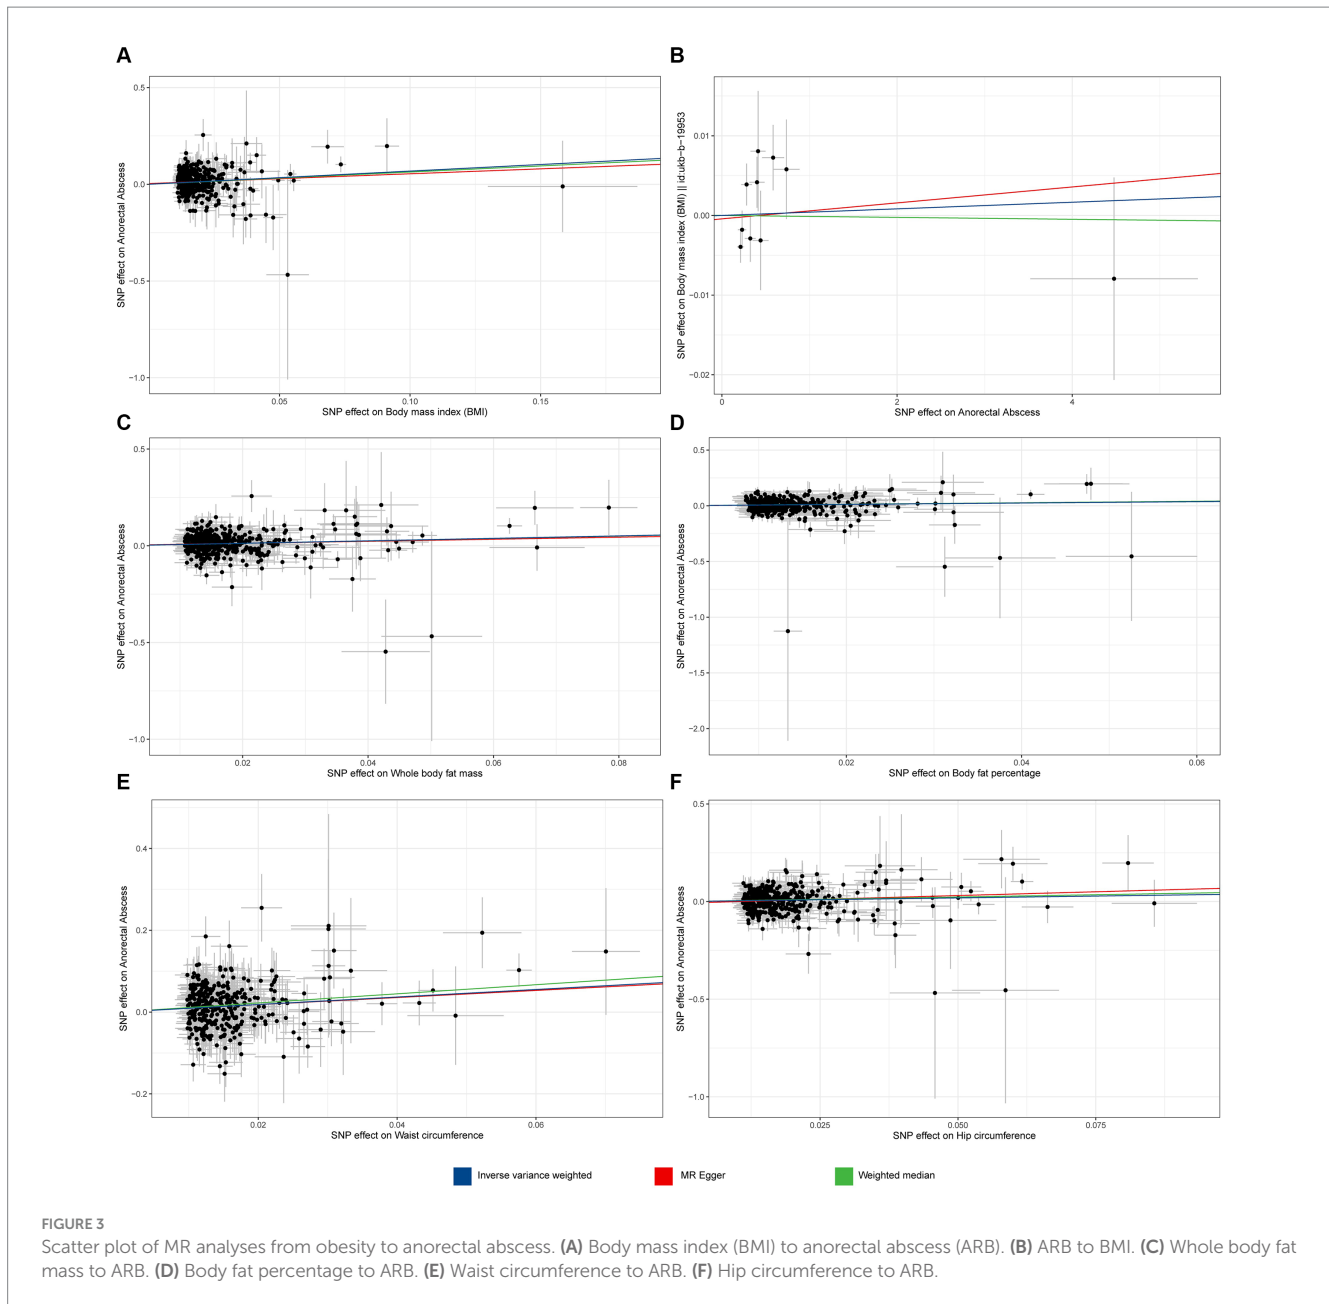 A
0.5
0.0
−0.5
−1.0
SNP effect on Anorectal Abscess
0.05
0.10
0.15
SNP effect on Body mass index (BMI)
B
0.01
0.00
−0.01
−0.02
SNP effect on Body mass index (BMI) || id:ukb−b−19953
0
2
4
SNP effect on Anorectal Abscess
C
0.5
0.0
−0.5
−1.0
SNP effect on Anorectal Abscess
0.02
0.04
0.06
0.08
SNP effect on Whole body fat mass
D
0.5
0.0
−0.5
−1.0
−1.5
−2.0
SNP effect on Anorectal Abscess
0.02
0.04
0.06
SNP effect on Body fat percentage
E
0.4
0.2
0.0
−0.2
SNP effect on Anorectal Abscess
0.02
0.04
0.06
SNP effect on Waist circumference
F
0.5
0.0
−0.5
−1.0
SNP effect on Anorectal Abscess
0.025
0.050
0.075
SNP effect on Hip circumference
Inverse variance weighted
MR Egger
Weighted median
FIGURE 3
Scatter plot of MR analyses from obesity to anorectal abscess. (A) Body mass index (BMI) to anorectal abscess (ARB). (B) ARB to BMI. (C) Whole body fat
mass to ARB. (D) Body fat percentage to ARB. (E) Waist circumference to ARB. (F) Hip circumference to ARB.